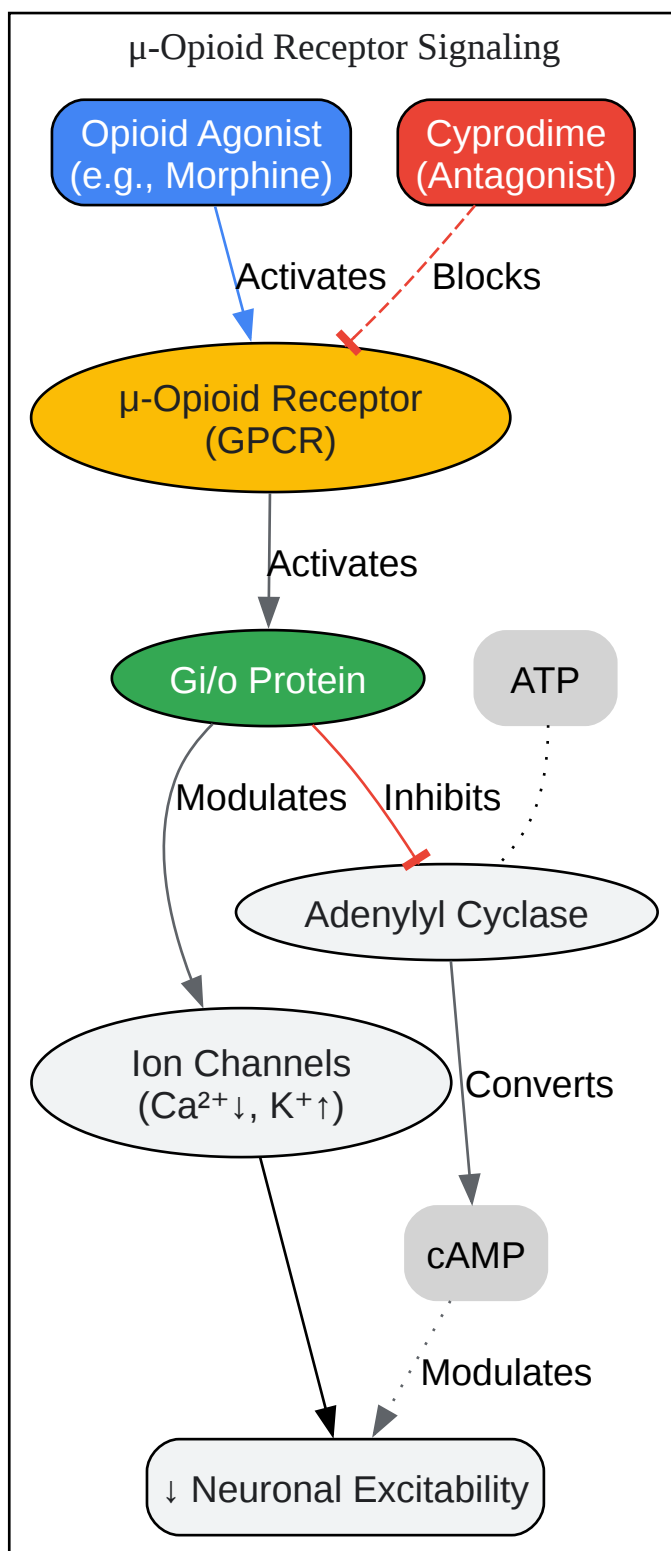 μ-Opioid Receptor Signaling
Opioid Agonist
(e.g., Morphine)
Cyprodime
(Antagonist)
Activates
Blocks
μ-Opioid Receptor
(GPCR)
Activates
Gi/o Protein
ATP
Modulates
Inhibits
Adenylyl Cyclase
Ion Channels
(Ca²⁺↓, K⁺↑)
Converts
cAMP
Modulates
↓ Neuronal Excitability